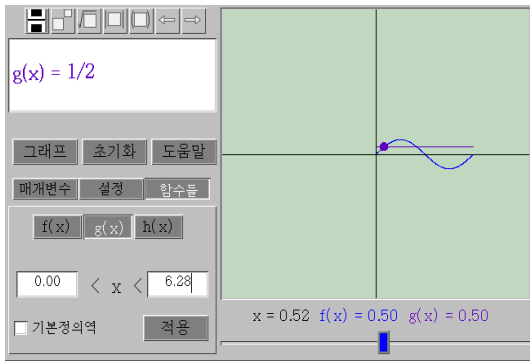 g(x) = 1/2
그래프 초기화 도움말
매개변수 설정 함수들
f(x) g(x) h(x)
0.00 < x < 6.28
기본정의역 적용
x = 0.52 f(x) = 0.50 g(x) = 0.50